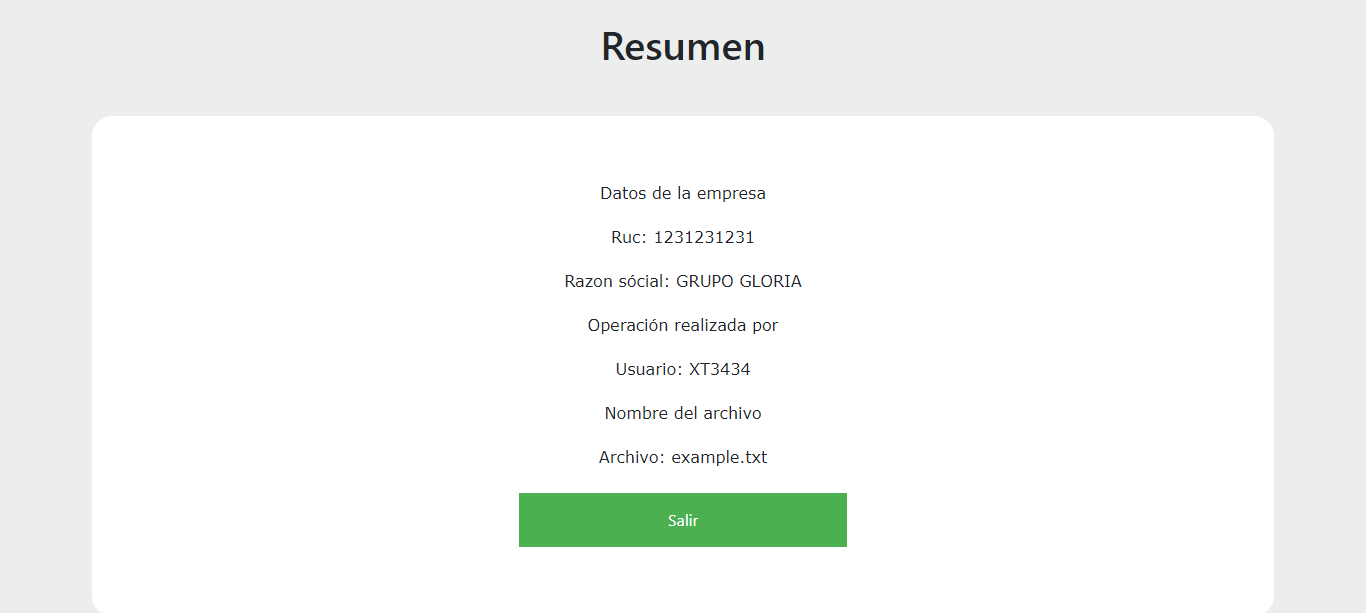 Resumen
Datos de la empresa
Ruc: 1231231231
Razon sócial: GRUPO GLORIA
Operación realizada por
Usuario: XT3434
Nombre del archivo
Archivo: example.txt
Salir